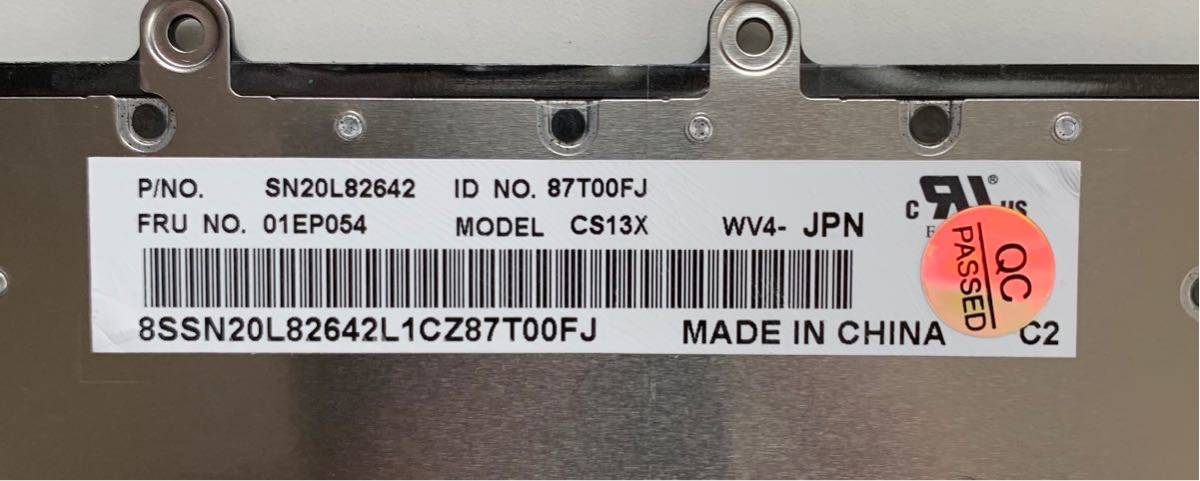 P/NO. SN20L82642 ID NO. 87T00FJ
FRU NO. 01EP054 MODEL CS13X WV4- JPN
C US ®
8SSN20L82642L1CZ87T00FJ MADE IN CHINA C2
QC
PASSED